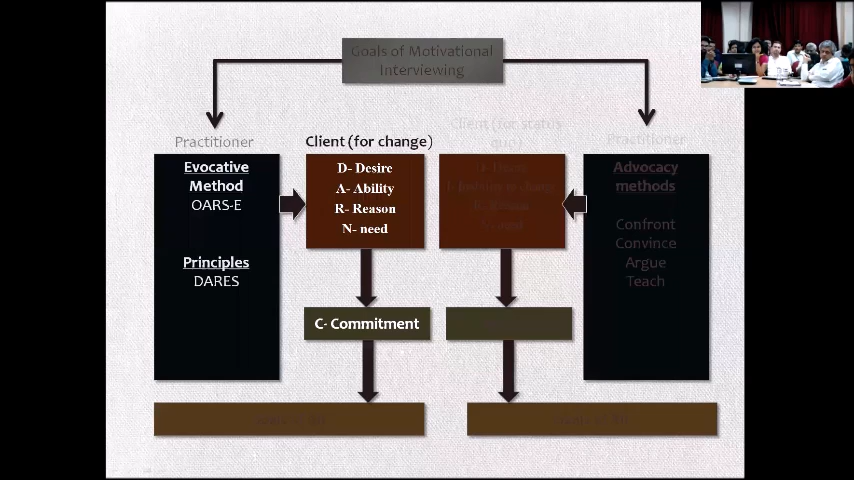 Goals of Motivational
Interviewing
Practitioner
Evocative
Method
OARS-E
Principles
DARES
Client (for change)
D- Desire
A- Ability
R- Reason
N- need
C- Commitment
Client (for status
quo)
Practitioner
Advocacy
methods
Confront
Convince
Argue
Teach